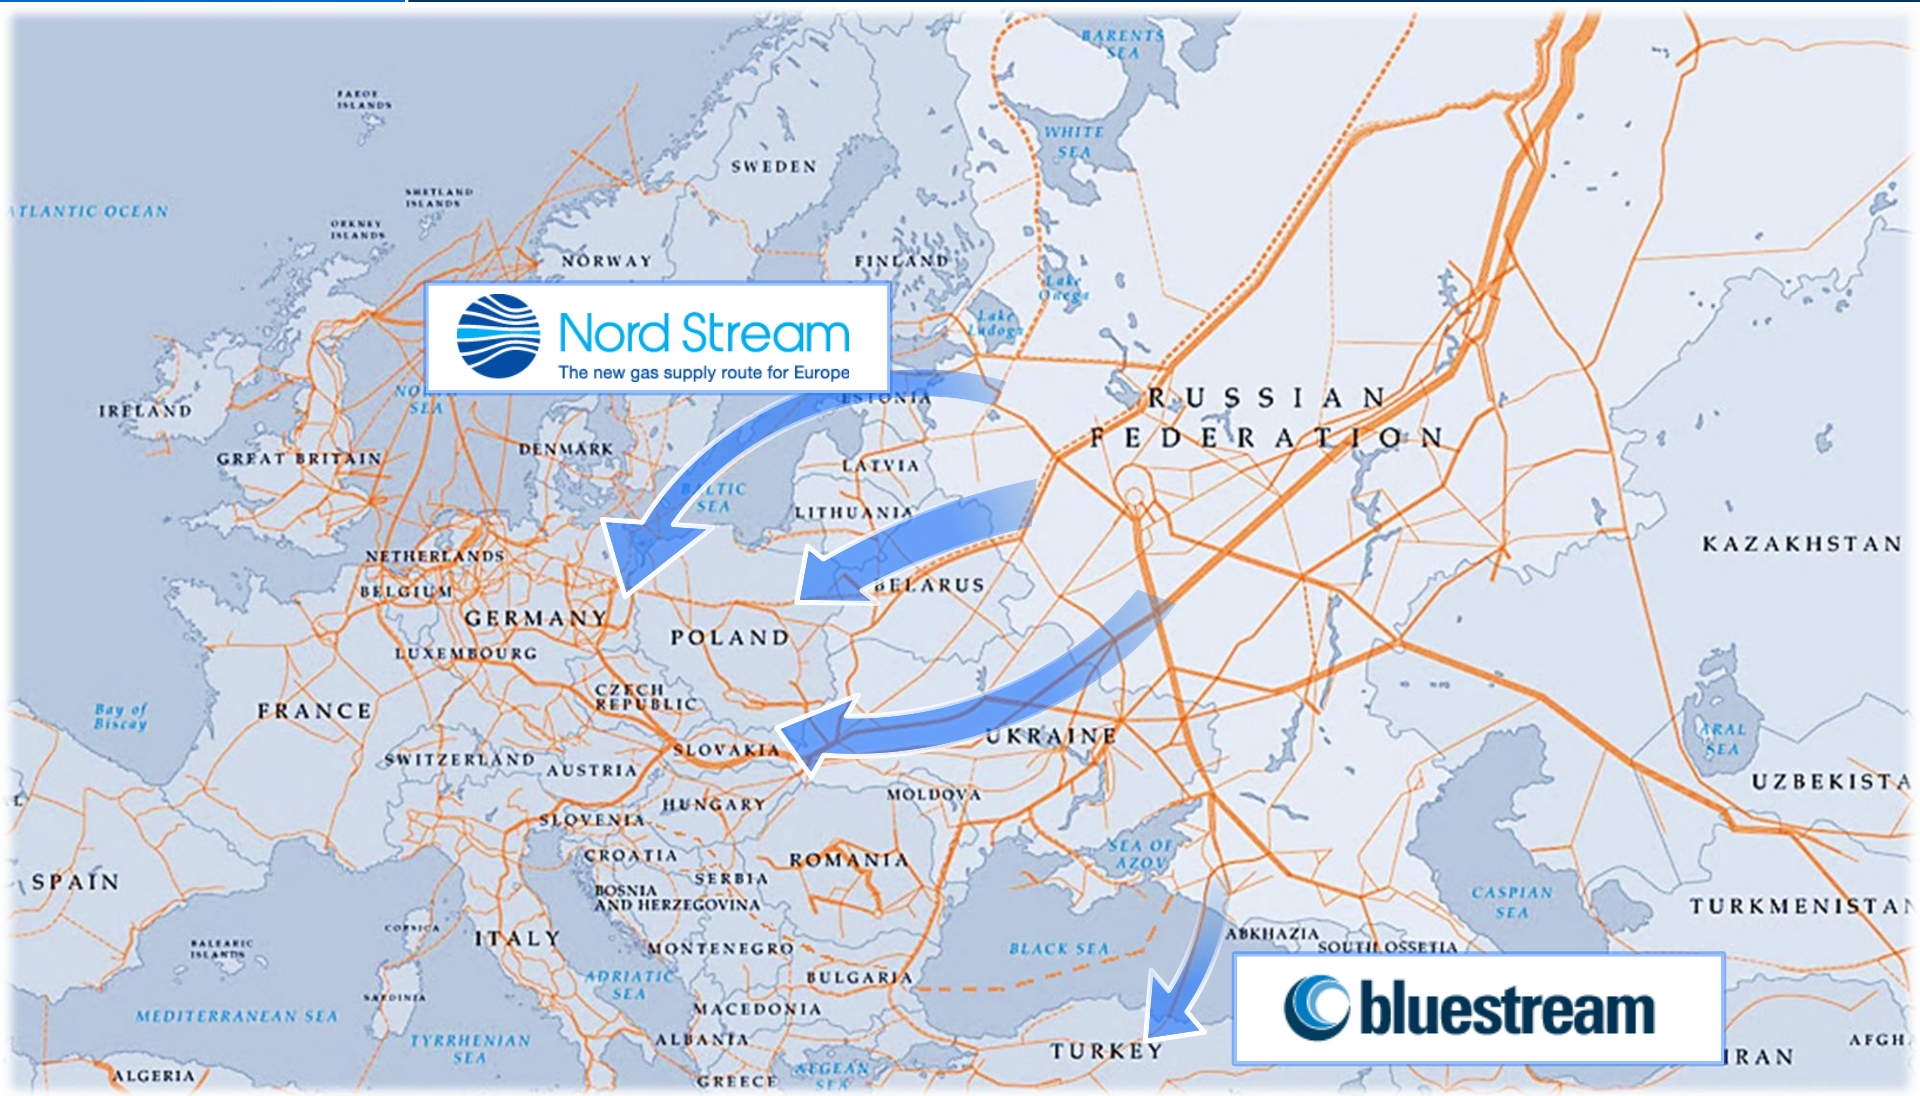 BARENTS
SEA
FAROE
ISLANDS
WHITE
SEA
SWEDEN
SHETLAND
ISLANDS
ATLANTIC OCEAN
ORKNEY
ISLANDS
NORWAY
FINLAND
Lake
Onega
Lake
Ladoga
Nord Stream
The new gas supply route for Europe
SEA
ESTONIA
IRELAND
RUSSIAN
FEDERATION
DENMARK
GREAT BRITAIN
LATVIA
BALTIC
SEA
LITHUANIA
KAZAKHSTAN
NETHERLANDS
BELGIUM
BELARUS
GERMANY
POLAND
LUXEMBOURG
CZECH
REPUBLIC
Bay of
Biscay
FRANCE
UKRAINE
ARAL
SEA
SLOVAKIA
SWITZERLAND
AUSTRIA
UZBEKISTA
MOLDOVA
HUNGARY
SLOVENIA
SEA OF
AZOV
CROATIA
ROMANIA
SERBIA
SPAIN
BOSNIA
AND HERZEGOVINA
CASPIAN
SEA
TURKMENISTAN
CORSICA
ITALY
ABKHAZIA
SOUTH OSSETIA
BALEARIC
ISLANDS
MONTENEGRO
BLACK SEA
ADRIATIC
SEA
BULGARIA
SARDINIA
MACEDONIA
bluestream
MEDITERRANEAN SEA
TYRRHENIAN
SEA
ALBANIA
TURKEY
AFGH
IRAN
ALGERIA
GREECE
AEGEAN
SEA